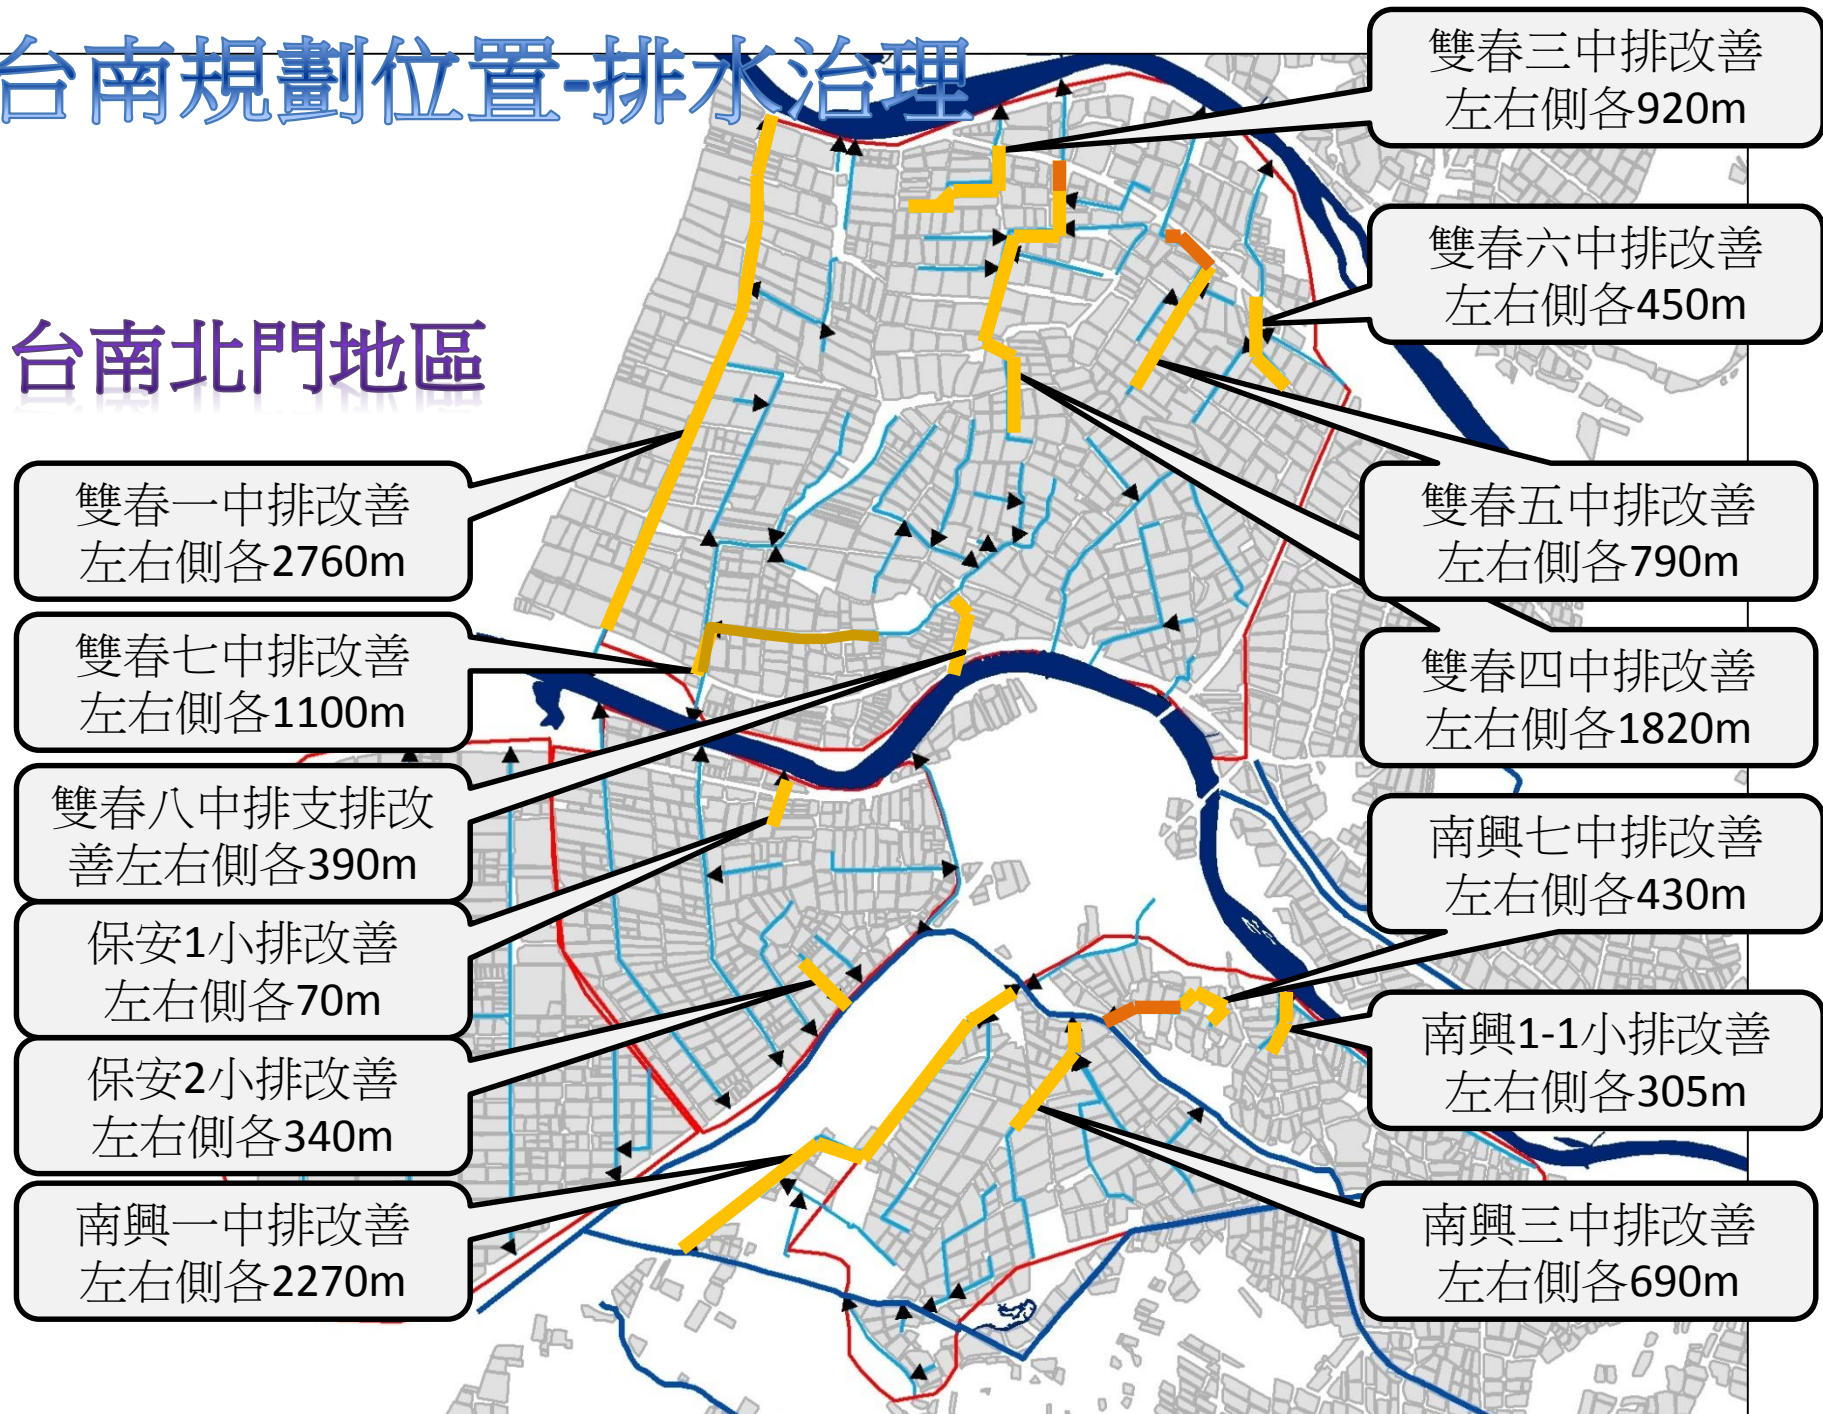 台南規劃位置-排水治理
台南北門地區
雙春一中排改善
左右側各2760m
雙春七中排改善
左右側各1100m
雙春八中排支排改
善左右側各390m
保安1小排改善
左右側各70m
保安2小排改善
左右側各340m
南興一中排改善
左右側各2270m
雙春三中排改善
左右側各920m
雙春六中排改善
左右側各450m
雙春五中排改善
左右側各790m
雙春四中排改善
左右側各1820m
南興七中排改善
左右側各430m
南興1-1小排改善
左右側各305m
南興三中排改善
左右側各690m